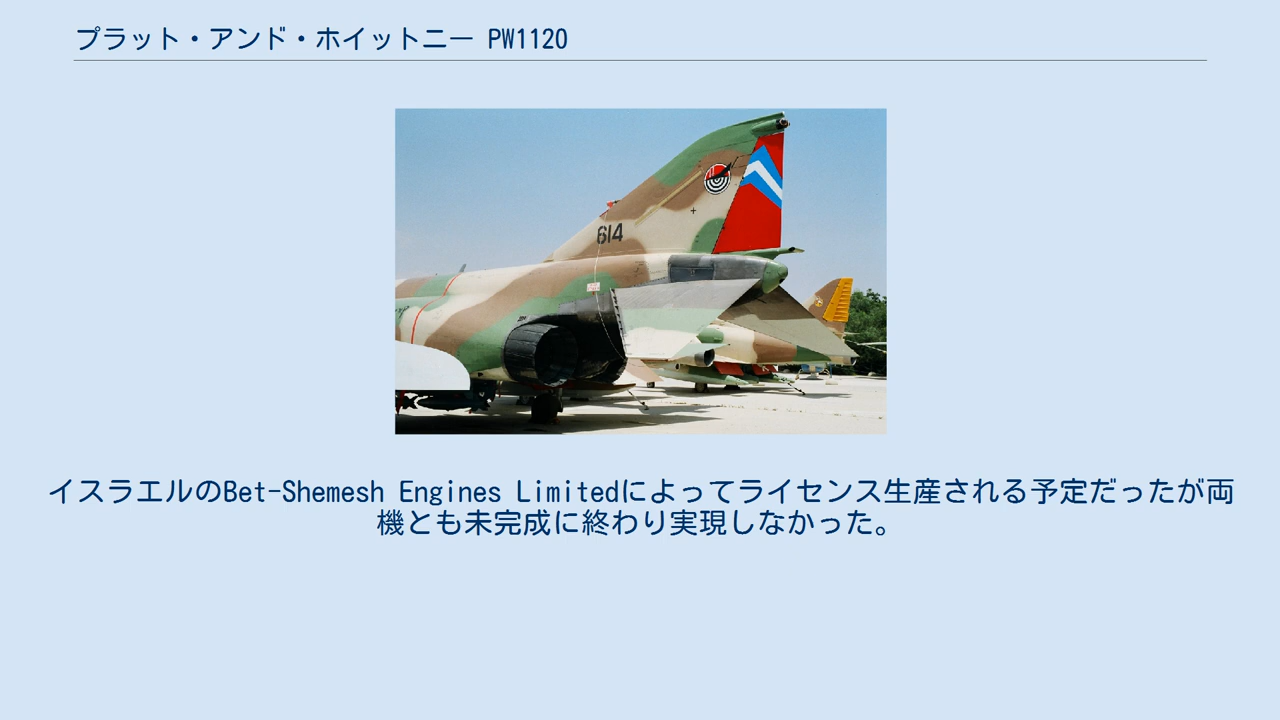 プラット・アンド・ホイットニー PW1120
614
イスラエルのBet-Shemesh Engines Limitedによってライセンス生産される予定だったが両
機とも未完成に終わり実現しなかった。